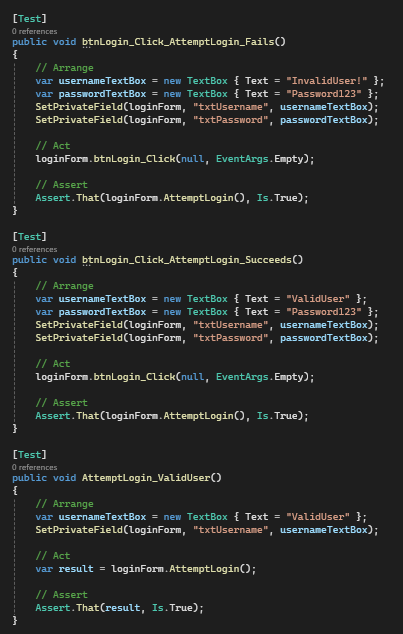 [Test]
0 references
public void btnLogin_Click_AttemptLogin_Fails()
{
    // Arrange
    var usernameTextBox = new TextBox { Text = "InvalidUser!" };
    var passwordTextBox = new TextBox { Text = "Password123" };
    SetPrivateField(loginForm, "txtUsername", usernameTextBox);
    SetPrivateField(loginForm, "txtPassword", passwordTextBox);

    // Act
    loginForm.btnLogin_Click(null, EventArgs.Empty);

    // Assert
    Assert.That(loginForm.AttemptLogin(), Is.True);
}

[Test]
0 references
public void btnLogin_Click_AttemptLogin_Succeeds()
{
    // Arrange
    var usernameTextBox = new TextBox { Text = "ValidUser" };
    var passwordTextBox = new TextBox { Text = "Password123" };
    SetPrivateField(loginForm, "txtUsername", usernameTextBox);
    SetPrivateField(loginForm, "txtPassword", passwordTextBox);

    // Act
    loginForm.btnLogin_Click(null, EventArgs.Empty);

    // Assert
    Assert.That(loginForm.AttemptLogin(), Is.True);
}

[Test]
0 references
public void AttemptLogin_ValidUser()
{
    // Arrange
    var usernameTextBox = new TextBox { Text = "ValidUser" };
    SetPrivateField(loginForm, "txtUsername", usernameTextBox);

    // Act
    var result = loginForm.AttemptLogin();

    // Assert
    Assert.That(result, Is.True);
}